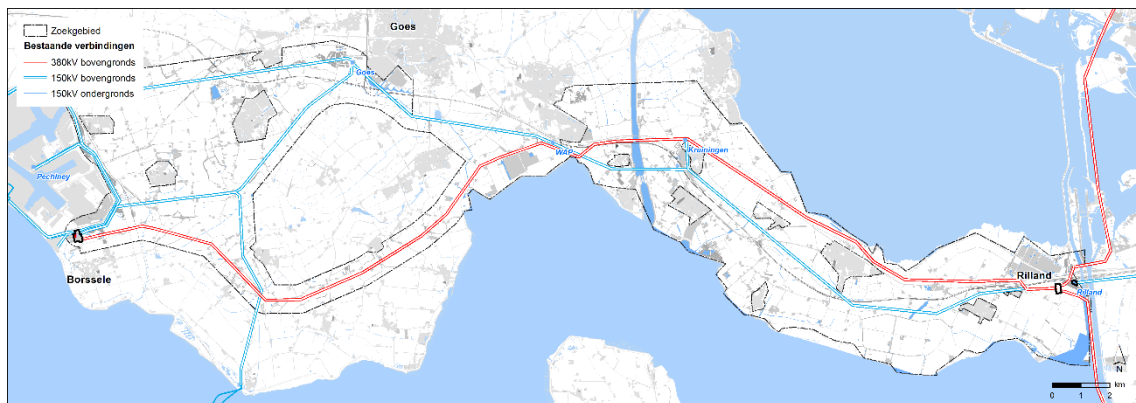 Zoekgebied
Bestaande verbindingen
380kV bovengronds
150kV bovengronds
150kV ondergronds
Goes
Goes
WAP
Kruiningen
Pechiney
Borssele
Rilland
Rilland
N
0 1 2
km